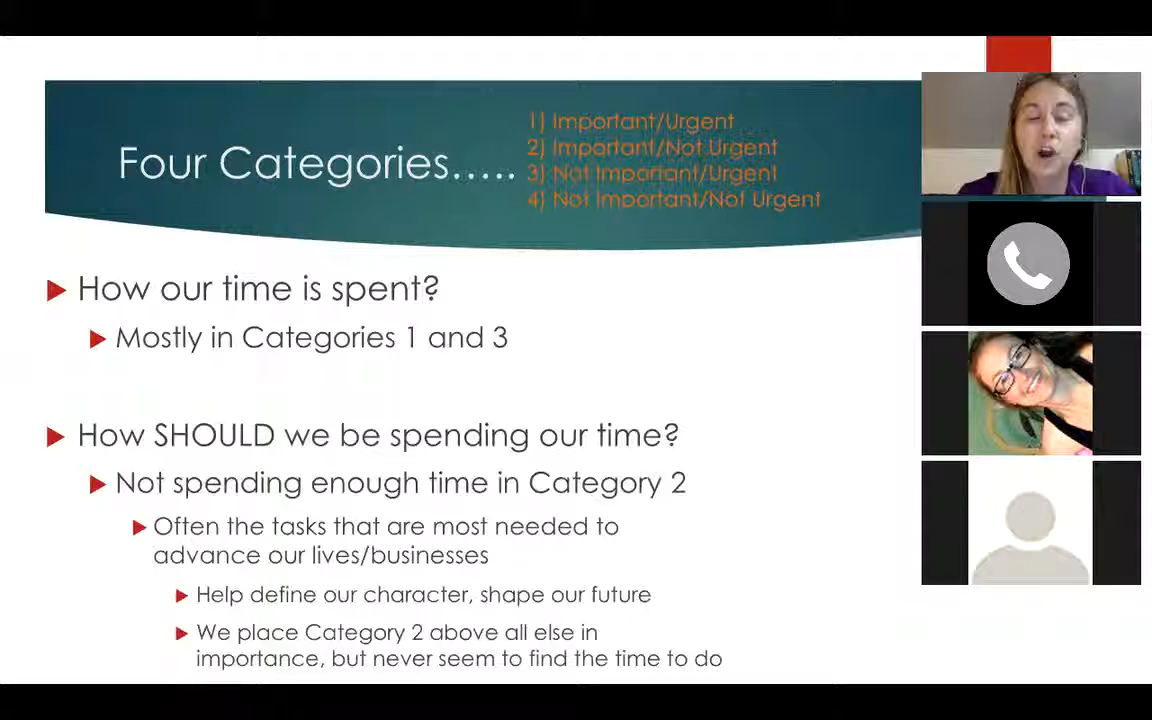 Four Categories.....
1) Important/Urgent
2) Important/Not Urgent
3) Not Important/Urgent
4) Not Important/Not Urgent
How our time is spent?
Mostly in Categories 1 and 3
How SHOULD we be spending our time?
Not spending enough time in Category 2
Often the tasks that are most needed to
advance our lives/businesses
Help define our character, shape our future
We place Category 2 above all else in
importance, but never seem to find the time to do